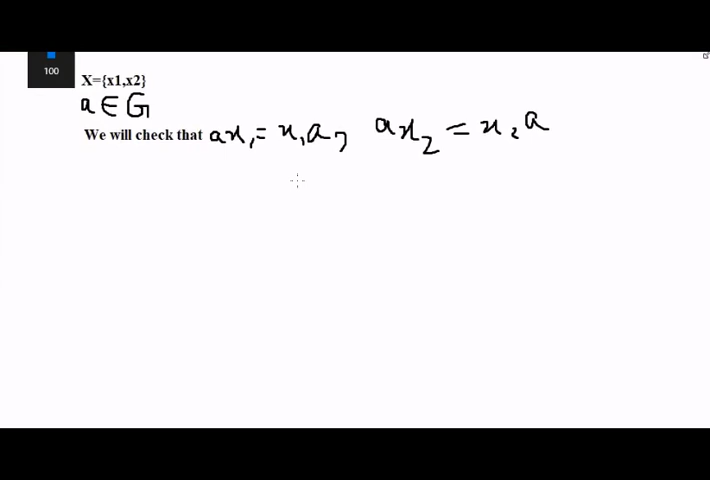 100
X={x1,x2}
a ∈ G
We will check that ax₁ = x₁a, ax₂ = x₂a